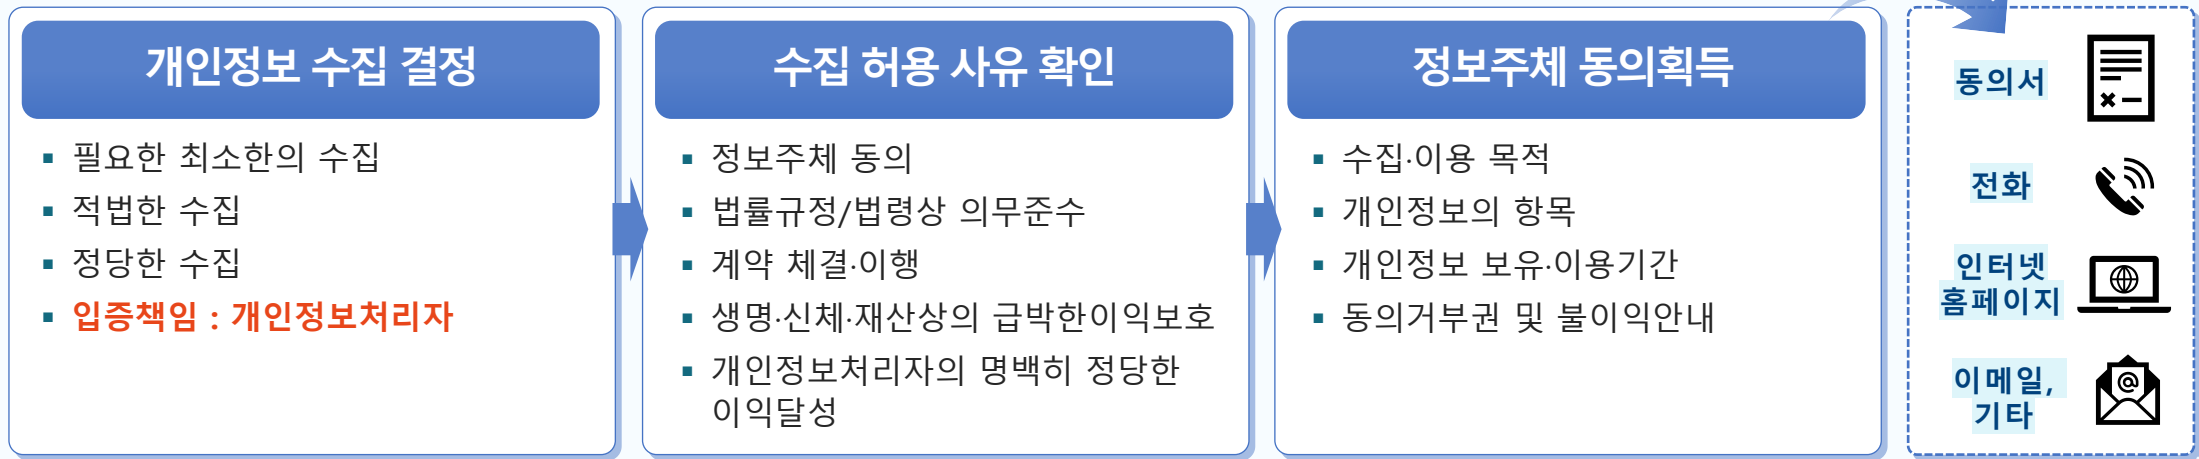 개인정보 수집 결정
▪ 필요한 최소한의 수집
▪ 적법한 수집
▪ 정당한 수집
▪ 입증책임 : 개인정보처리자
수집 허용 사유 확인
▪ 정보주체 동의
▪ 법률규정/법령상 의무준수
▪ 계약 체결·이행
▪ 생명·신체·재산상의 급박한이익보호
▪ 개인정보처리자의 명백히 정당한
이익달성
정보주체 동의획득
▪ 수집·이용 목적
▪ 개인정보의 항목
▪ 개인정보 보유·이용기간
▪ 동의거부권 및 불이익안내
동의서
전화
인터넷
홈페이지
이메일,
기타